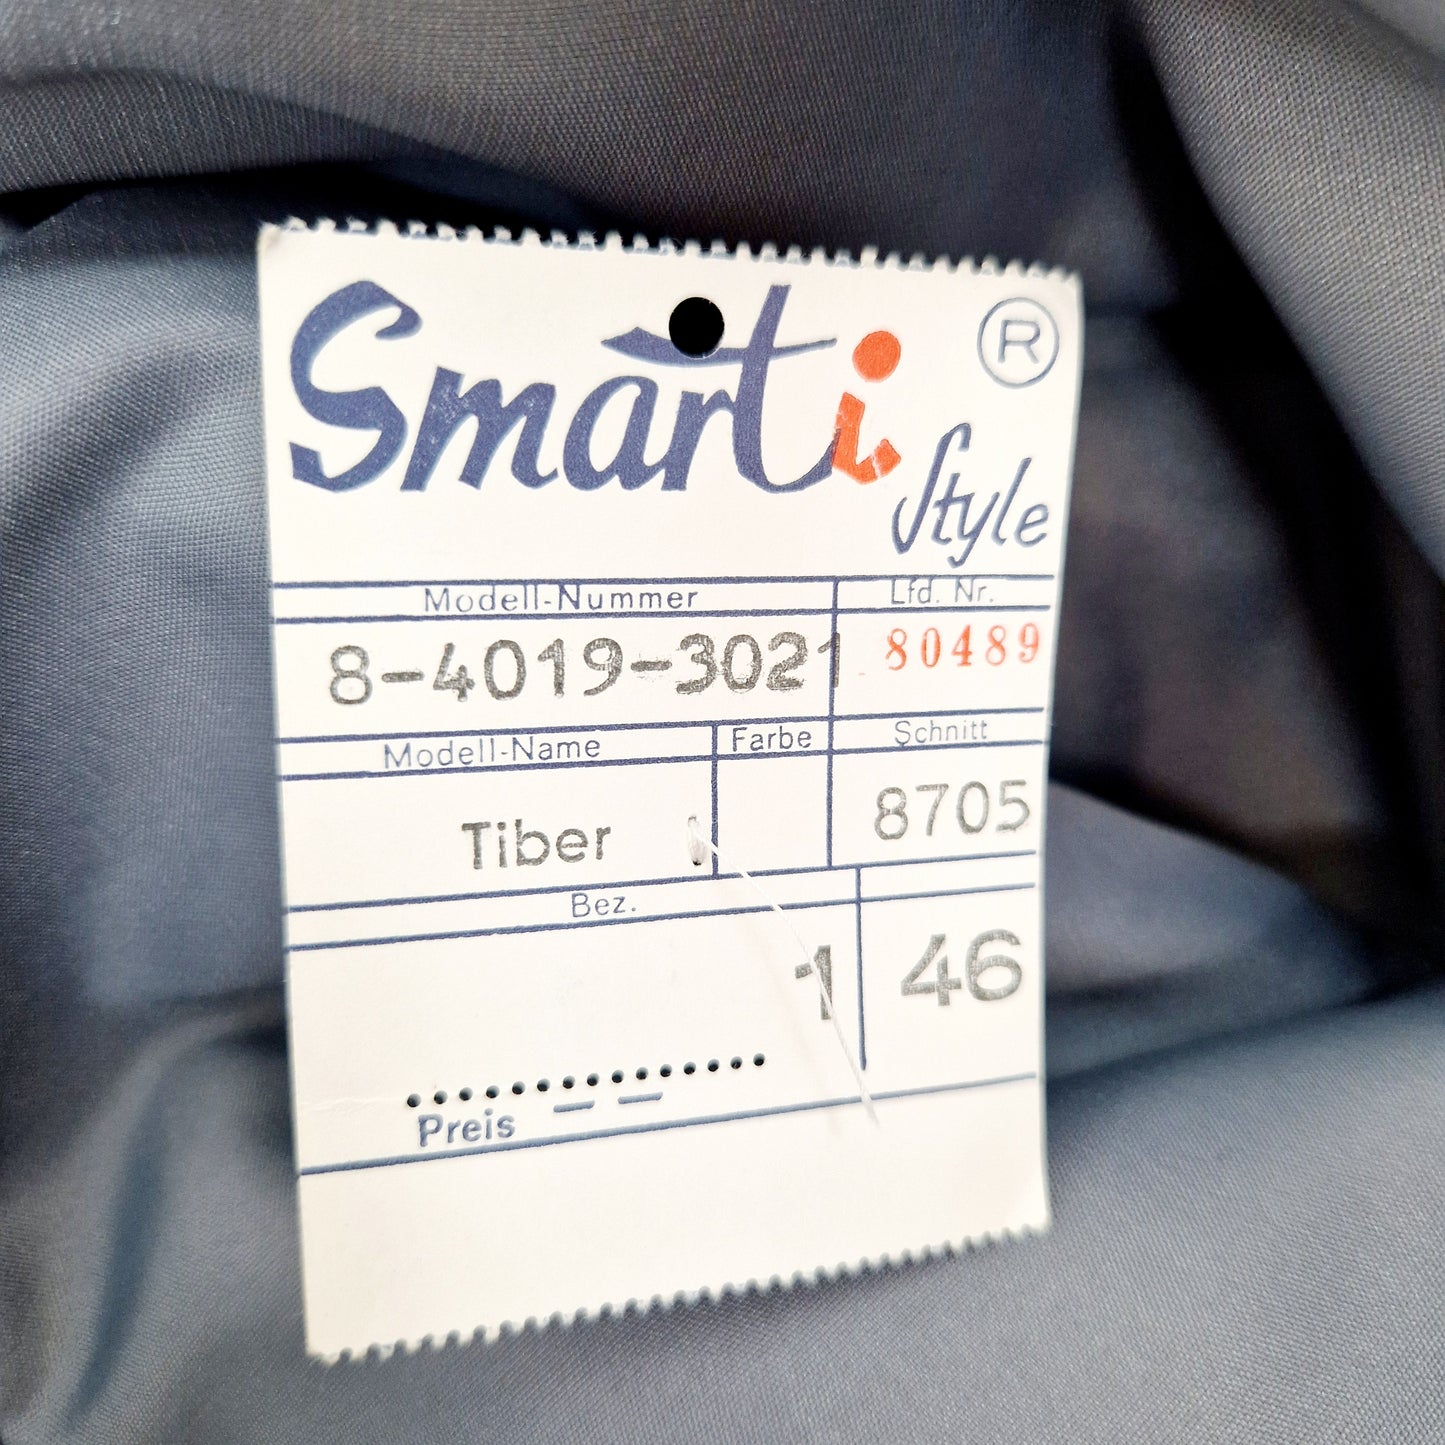 Smarti ®
Style
Modell-Nummer Lfd. Nr.
8-4019-3021 80489
Modell-Name Farbe Schnitt
Tiber 8705
Bez.
1 46
Preis